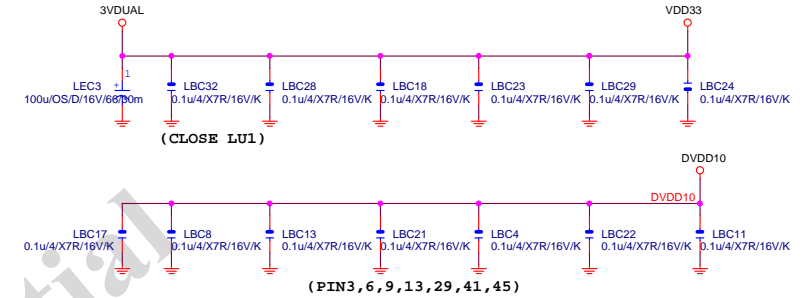 3VDUAL
VDD33
1
+
LEC3
100u/OS/D/16V/66/30m
LBC32
0.1u/4/X7R/16V/K
LBC28
0.1u/4/X7R/16V/K
LBC18
0.1u/4/X7R/16V/K
LBC23
0.1u/4/X7R/16V/K
LBC29
0.1u/4/X7R/16V/K
LBC24
0.1u/4/X7R/16V/K
(CLOSE LU1)
DVDD10
DVDD10
LBC17
0.1u/4/X7R/16V/K
LBC8
0.1u/4/X7R/16V/K
LBC13
0.1u/4/X7R/16V/K
LBC21
0.1u/4/X7R/16V/K
LBC4
0.1u/4/X7R/16V/K
LBC22
0.1u/4/X7R/16V/K
LBC11
0.1u/4/X7R/16V/K
(PIN3,6,9,13,29,41,45)
tial